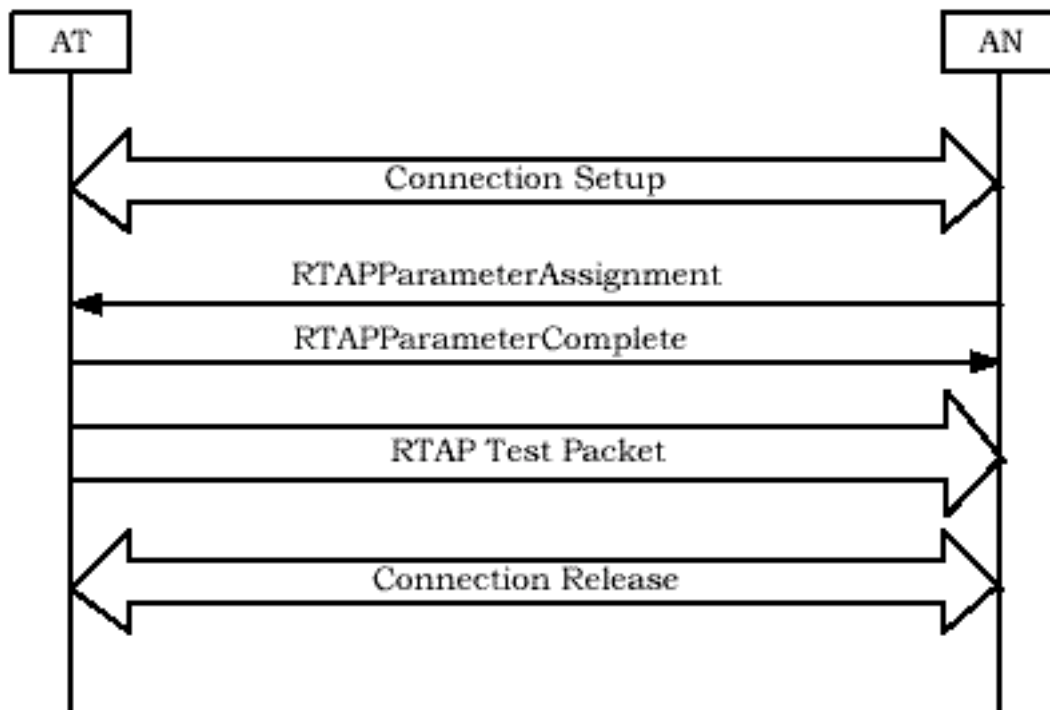 AT
AN
Connection Setup
RTAPParameterAssignment
RTAPParameterComplete
RTAP Test Packet
Connection Release